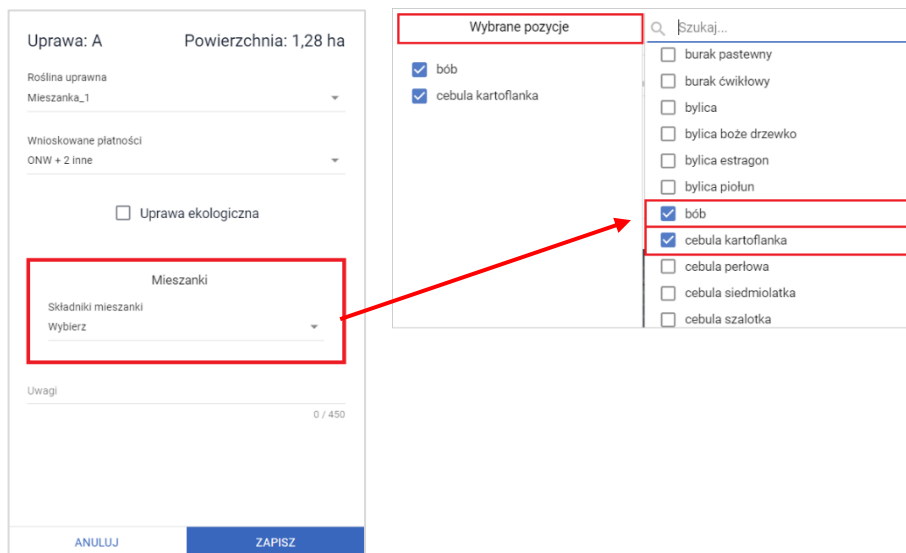 Uprawa: A
Powierzchnia: 1,28 ha
Roślina uprawna
Mieszanka_1
Wnioskowane płatności
ONW + 2 inne
Uprawa ekologiczna
Mieszanki
Składniki mieszanki
Wybierz
Uwagi
0 / 450
ANULUJ
ZAPISZ
Wybrane pozycje
bób
cebula kartoflanka
Szukaj...
burak pastewny
burak ćwikłowy
bylica
bylica boże drzewko
bylica estragon
bylica piołun
bób
cebula kartoflanka
cebula perłowa
cebula siedmiolatka
cebula szalotka